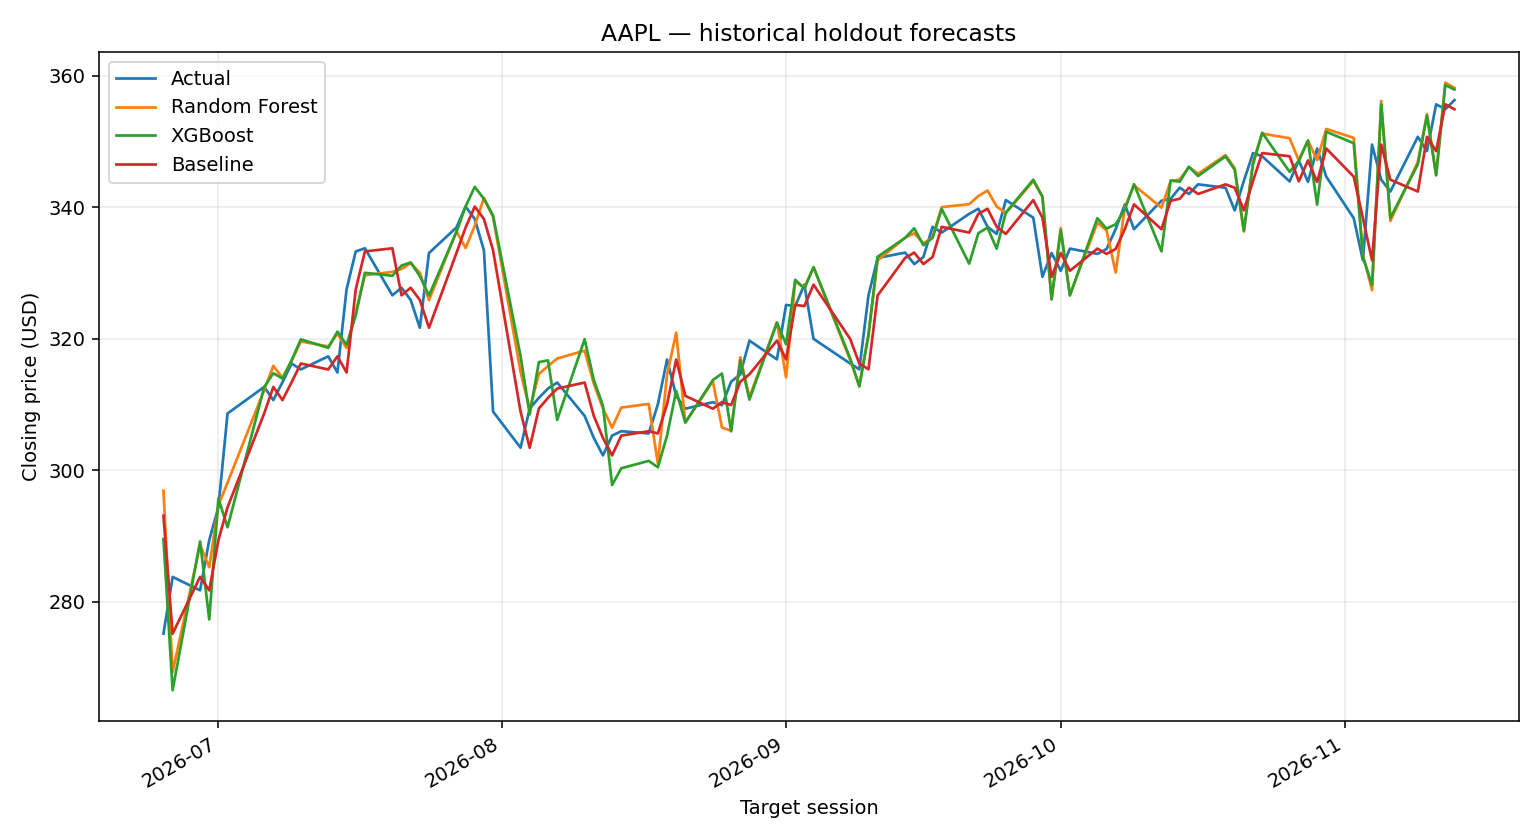 AAPL — historical holdout forecasts
Actual
Random Forest
XGBoost
Baseline
Closing price (USD)
360
340
320
300
280
2026-07
2026-08
2026-09
2026-10
2026-11
Target session